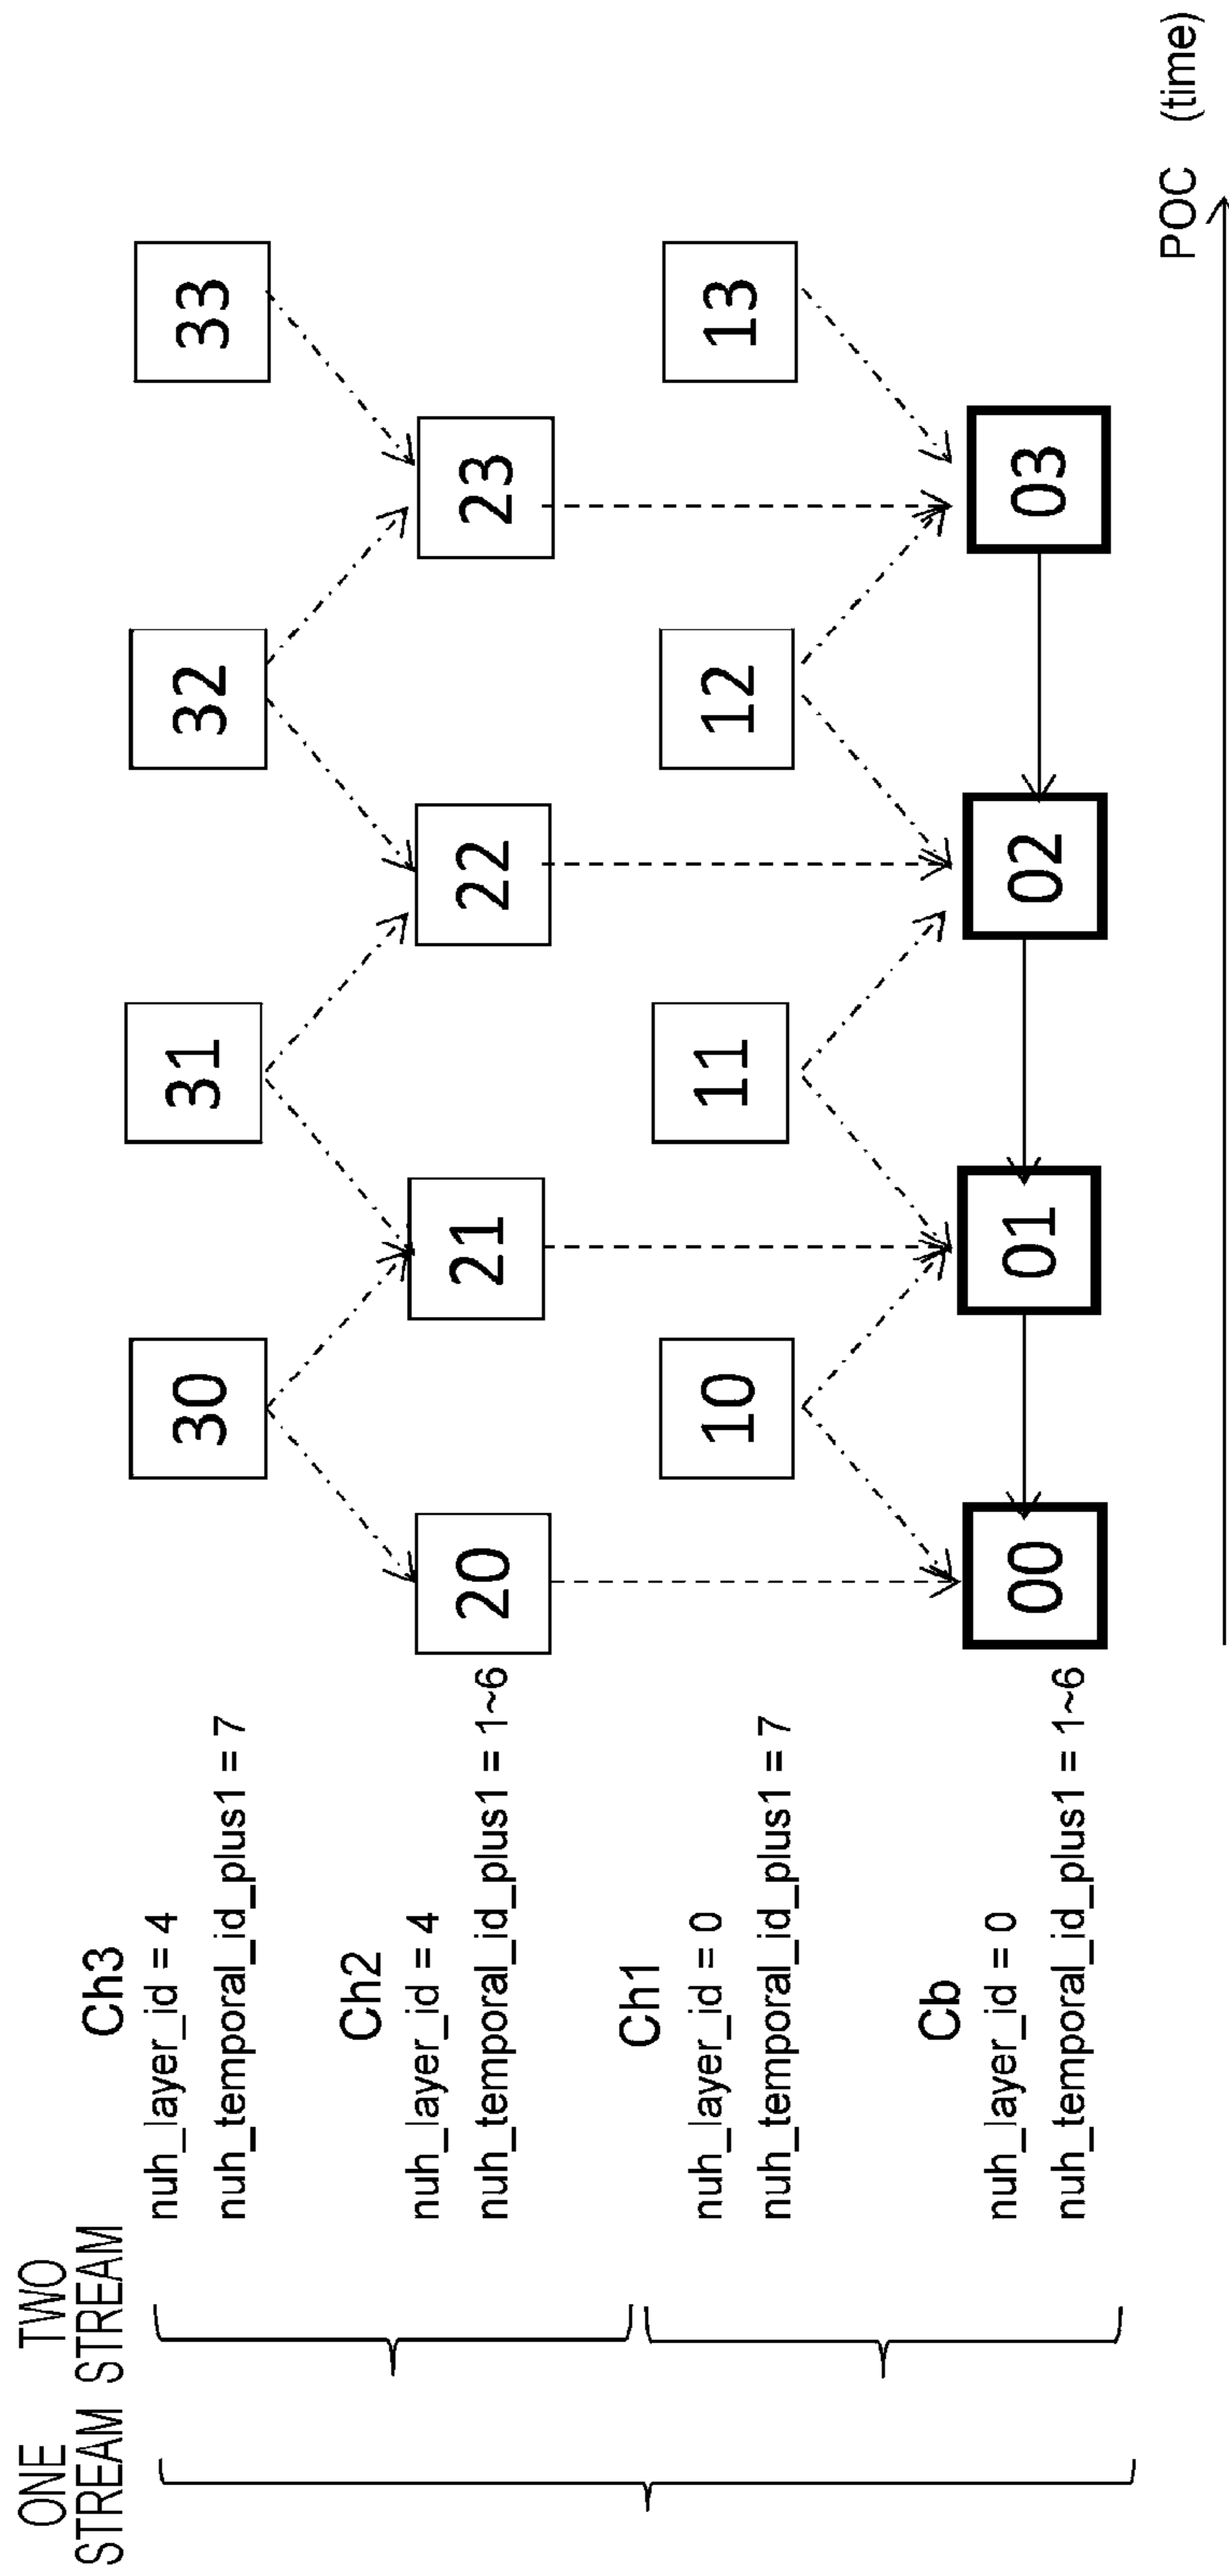 ONE
STREAM
TWO
STREAM
Ch3
nuh_layer_id = 4
nuh_temporal_id_plus1 = 7
30
31
32
33
Ch2
nuh_layer_id = 4
nuh_temporal_id_plus1 = 1~6
20
21
22
23
Ch1
nuh_layer_id = 0
nuh_temporal_id_plus1 = 7
10
11
12
13
Cb
nuh_layer_id = 0
nuh_temporal_id_plus1 = 1~6
00
01
02
03
POC (time)